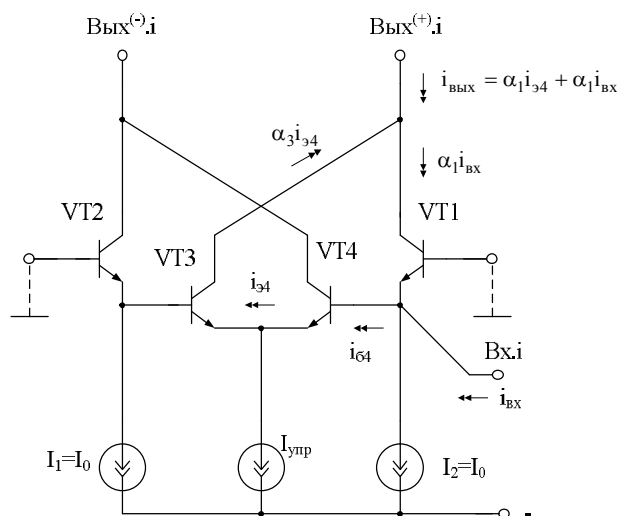 Вых(-).i
Вых(+).i
iвых = α1iэ4 + α1iвх
α3iэ4
α1iвх
VT2
VT1
VT3
VT4
iэ4
iб4
Вх.i
iвх
I1=I0
Iупр
I2=I0
-